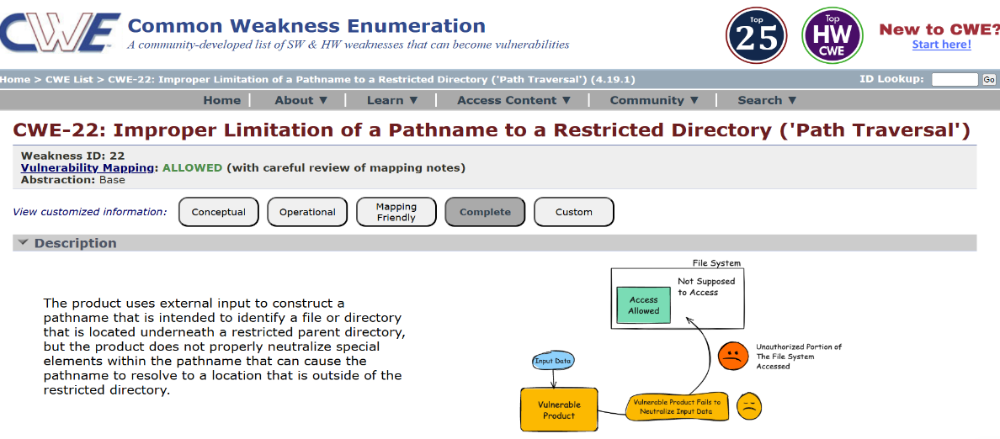 CWE
Common Weakness Enumeration
A community-developed list of SW & HW weaknesses that can become vulnerabilities
Top
25
Top
HW
CWE
New to CWE?
Start here!
Home > CWE List > CWE-22: Improper Limitation of a Pathname to a Restricted Directory ('Path Traversal') (4.19.1)
ID Lookup:
Go
Home
About ▼
Learn ▼
Access Content ▼
Community ▼
Search ▼
CWE-22: Improper Limitation of a Pathname to a Restricted Directory ('Path Traversal')
Weakness ID: 22
Vulnerability Mapping: ALLOWED (with careful review of mapping notes)
Abstraction: Base
View customized information:
Conceptual
Operational
Mapping
Friendly
Complete
Custom
Description
The product uses external input to construct a
pathname that is intended to identify a file or directory
that is located underneath a restricted parent directory,
but the product does not properly neutralize special
elements within the pathname that can cause the
pathname to resolve to a location that is outside of the
restricted directory.
File System
Not Supposed
to Access
Access
Allowed
Input Data
Unauthorized Portion of
The File System
Accessed
Vulnerable
Product
Vulnerable Product Fails to
Neutralize Input Data